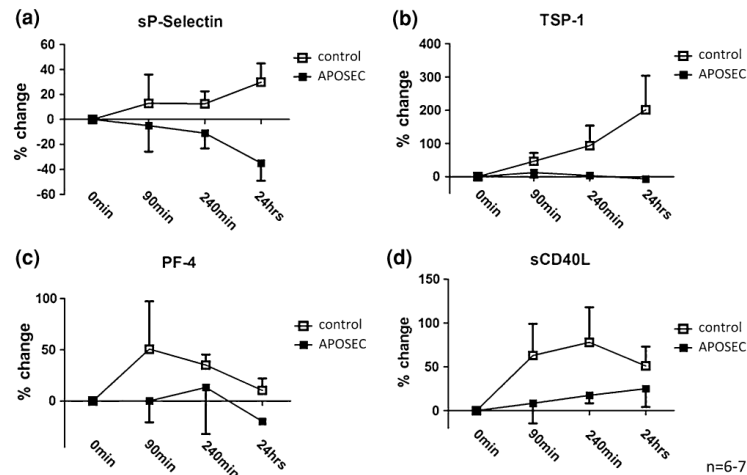 (a)
sP-Selectin
% change
60
40
20
0
-20
-40
-60
0min
90min
240min
24hrs
control
APOSEC
(b)
TSP-1
% change
400
300
200
100
0
0min
90min
240min
24hrs
control
APOSEC
(c)
PF-4
% change
100
50
0
0min
90min
240min
24hrs
control
APOSEC
(d)
sCD40L
% change
150
100
50
0
0min
90min
240min
24hrs
control
APOSEC
n=6-7